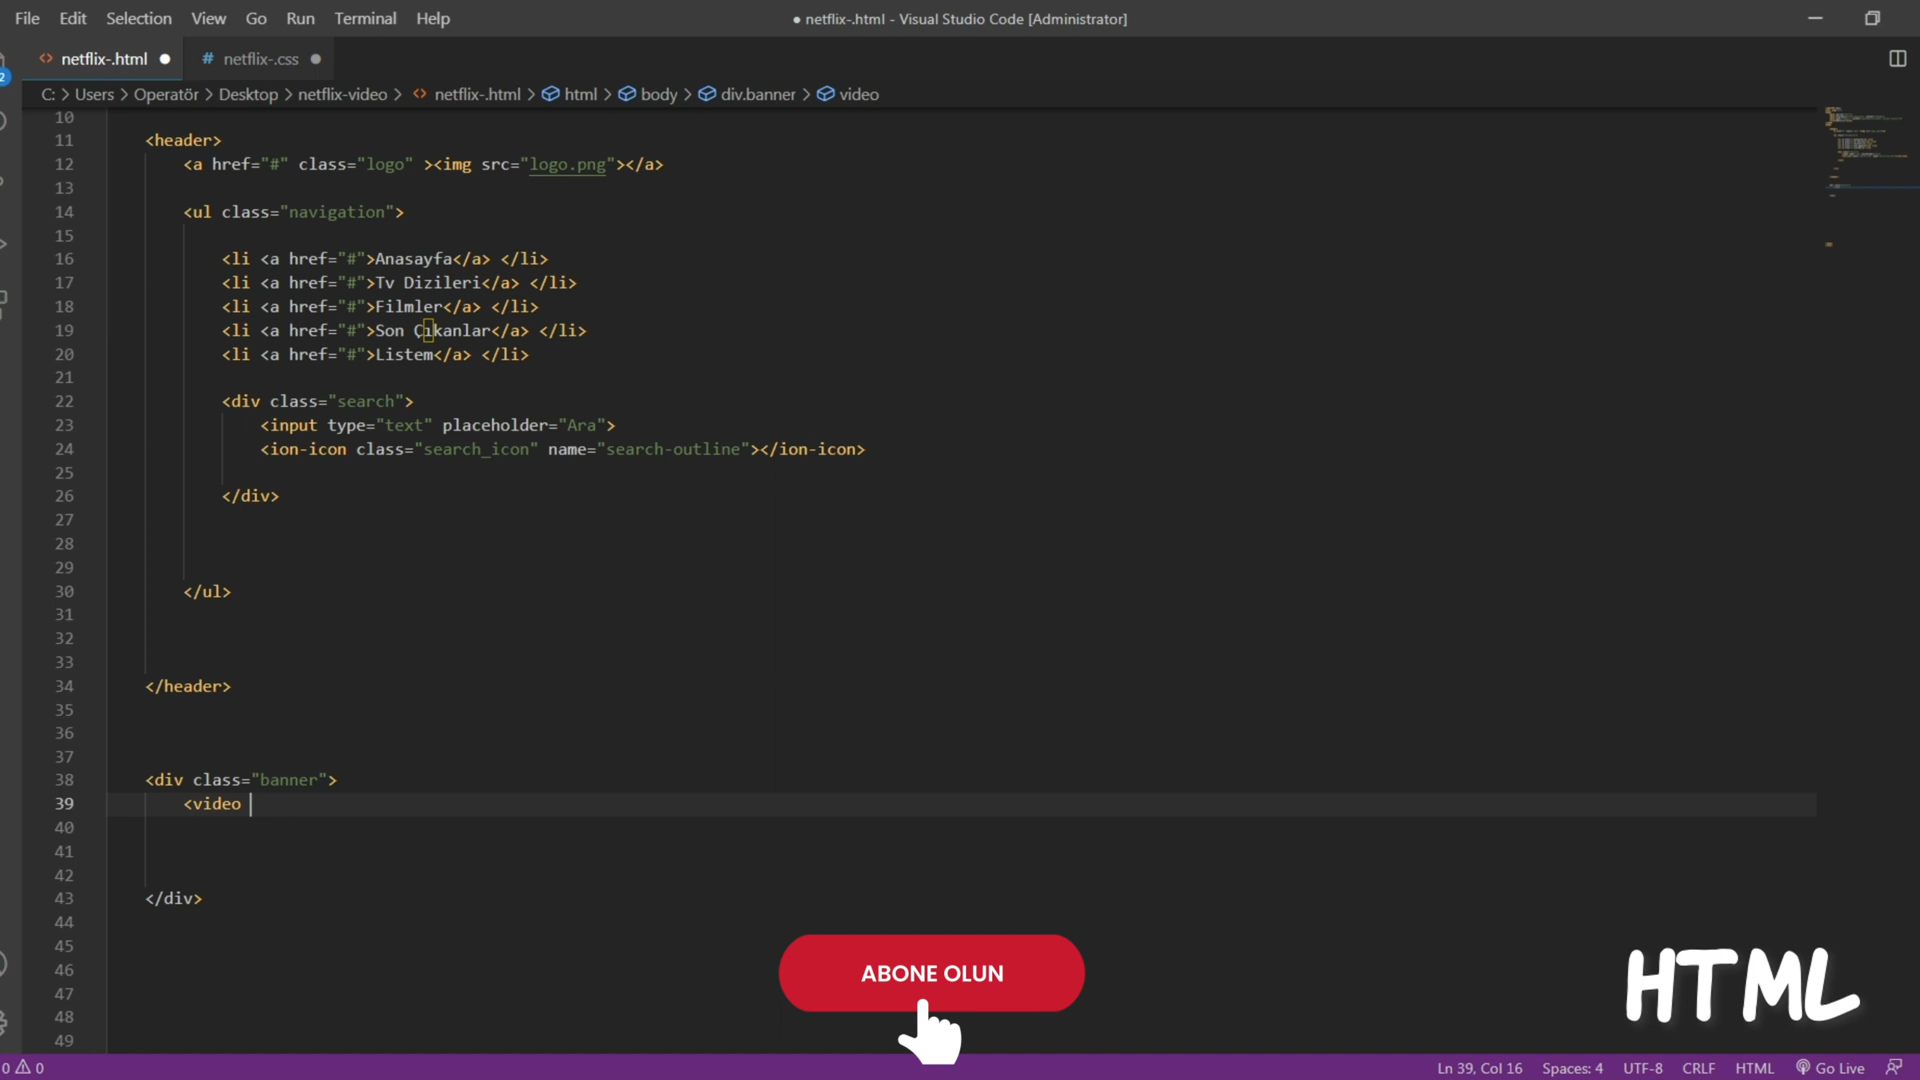 File Edit Selection View Go Run Terminal Help
● netflix-.html - Visual Studio Code [Administrator]
netflix-.html
# netflix-.css
2
C: > Users > Operatör > Desktop > netflix-video > netflix-.html > html > body > div.banner > video
10
11 <header>
12 <a href="#" class="logo" ><img src="logo.png"></a>
13
14 <ul class="navigation">
15
16 <li <a href="#">Anasayfa</a> </li>
17 <li <a href="#">Tv Dizileri</a> </li>
18 <li <a href="#">Filmler</a> </li>
19 <li <a href="#">Son Çıkanlar</a> </li>
20 <li <a href="#">Listem</a> </li>
21
22 <div class="search">
23 <input type="text" placeholder="Ara">
24 <ion-icon class="search_icon" name="search-outline"></ion-icon>
25
26 </div>
27
28
29
30 </ul>
31
32
33
34 </header>
35
36
37
38 <div class="banner">
39 <video
40
41
42
43 </div>
44
45
46
47
48
49
ABONE OLUN
HTML
0 0 Ln 39, Col 16 Spaces: 4 UTF-8 CRLF HTML Go Live